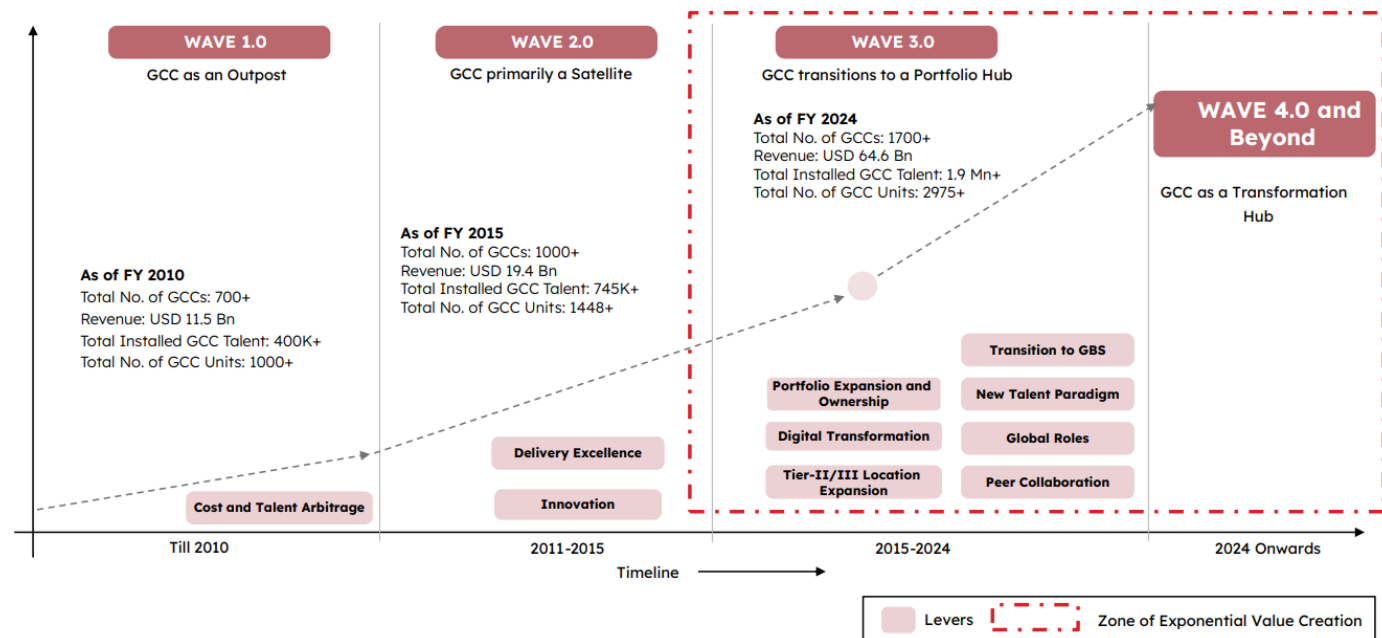 WAVE 1.0
GCC as an Outpost
As of FY 2010
Total No. of GCCs: 700+
Revenue: USD 11.5 Bn
Total Installed GCC Talent: 400K+
Total No. of GCC Units: 1000+
Cost and Talent Arbitrage
Till 2010
WAVE 2.0
GCC primarily a Satellite
As of FY 2015
Total No. of GCCs: 1000+
Revenue: USD 19.4 Bn
Total Installed GCC Talent: 745K+
Total No. of GCC Units: 1448+
Delivery Excellence
Innovation
2011-2015
WAVE 3.0
GCC transitions to a Portfolio Hub
As of FY 2024
Total No. of GCCs: 1700+
Revenue: USD 64.6 Bn
Total Installed GCC Talent: 1.9 Mn+
Total No. of GCC Units: 2975+
Portfolio Expansion and
Ownership
Digital Transformation
Tier-II/III Location
Expansion
Transition to GBS
New Talent Paradigm
Global Roles
Peer Collaboration
2015-2024
WAVE 4.0 and
Beyond
GCC as a Transformation
Hub
2024 Onwards
Timeline
Levers
Zone of Exponential Value Creation